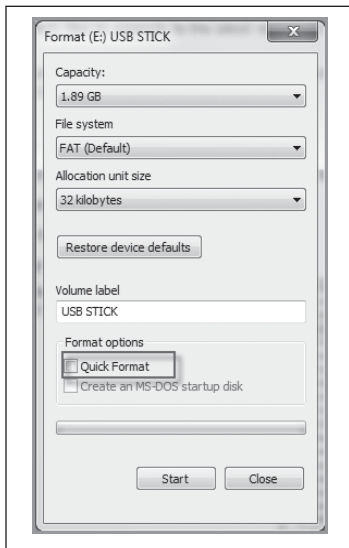 Format (E:) USB STICK
Capacity:
1.89 GB
File system
FAT (Default)
Allocation unit size
32 kilobytes
Restore device defaults
Volume label
USB STICK
Format options
Quick Format
Create an MS-DOS startup disk
Start
Close